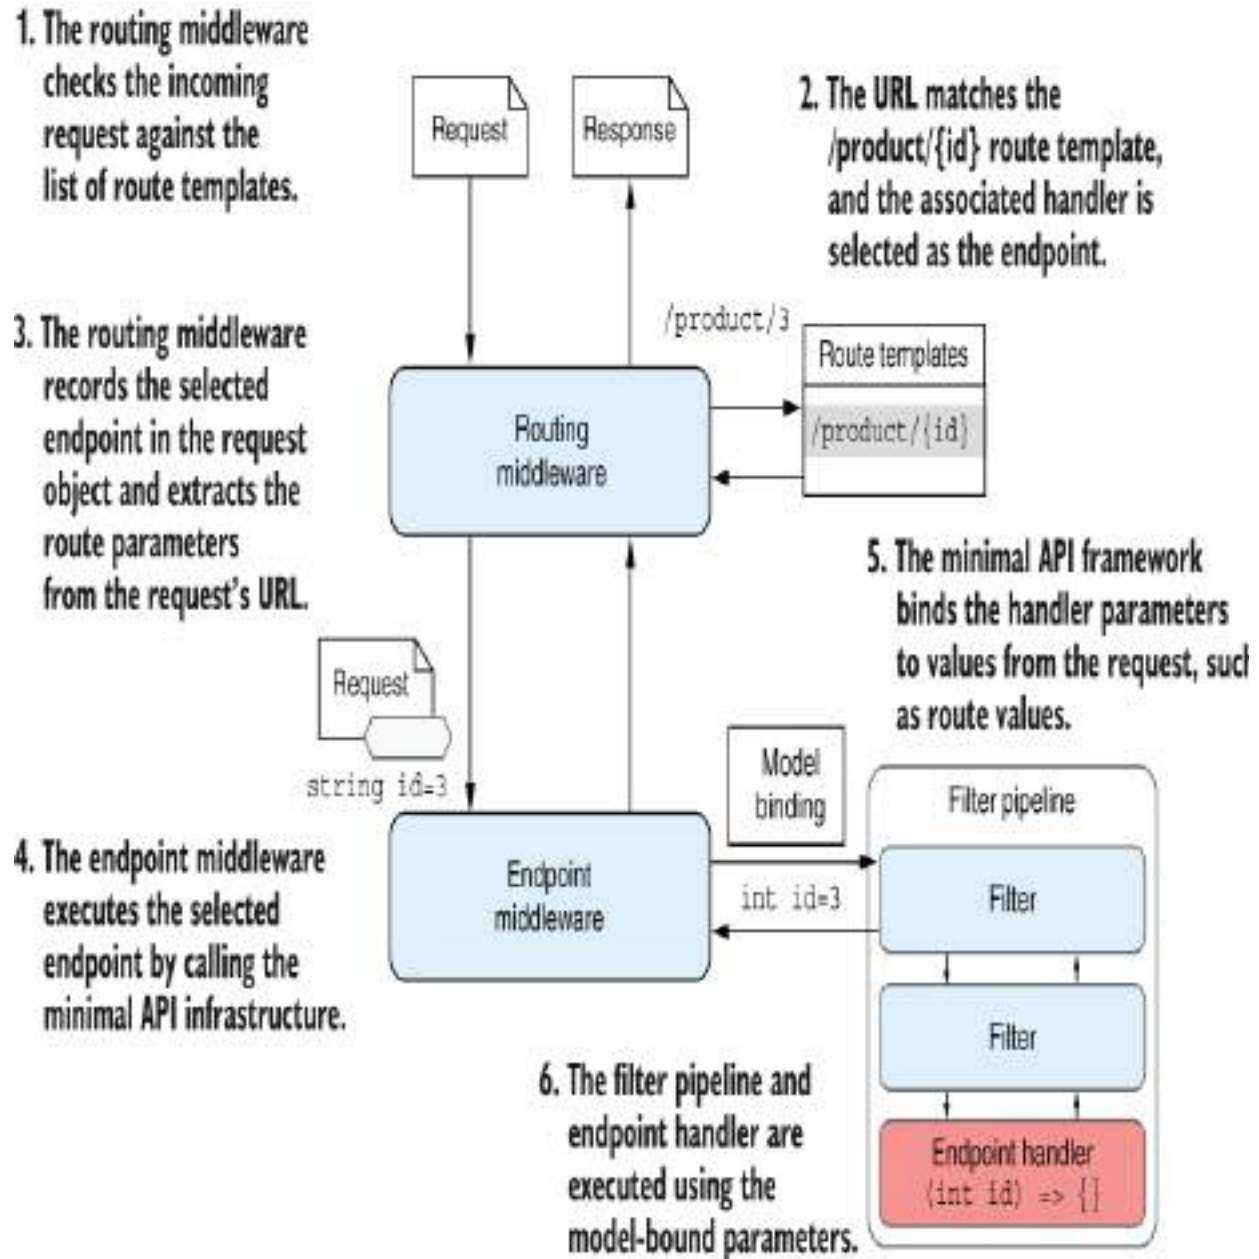 1. The routing middleware
checks the incoming
request against the
list of route templates.
Request
Response
2. The URL matches the
/product/{id} route template,
and the associated handler is
selected as the endpoint.
3. The routing middleware
records the selected
endpoint in the request
object and extracts the
route parameters
from the request's URL.
/product/3
Route templates
/product/{id}
Routing
middleware
5. The minimal API framework
binds the handler parameters
to values from the request, such
as route values.
Request
string id=3
Model
binding
Filter pipeline
4. The endpoint middleware
executes the selected
endpoint by calling the
minimal API infrastructure.
Endpoint
middleware
int id=3
Filter
Filter
6. The filter pipeline and
endpoint handler are
executed using the
model-bound parameters.
Endpoint handler
(int id) => {}